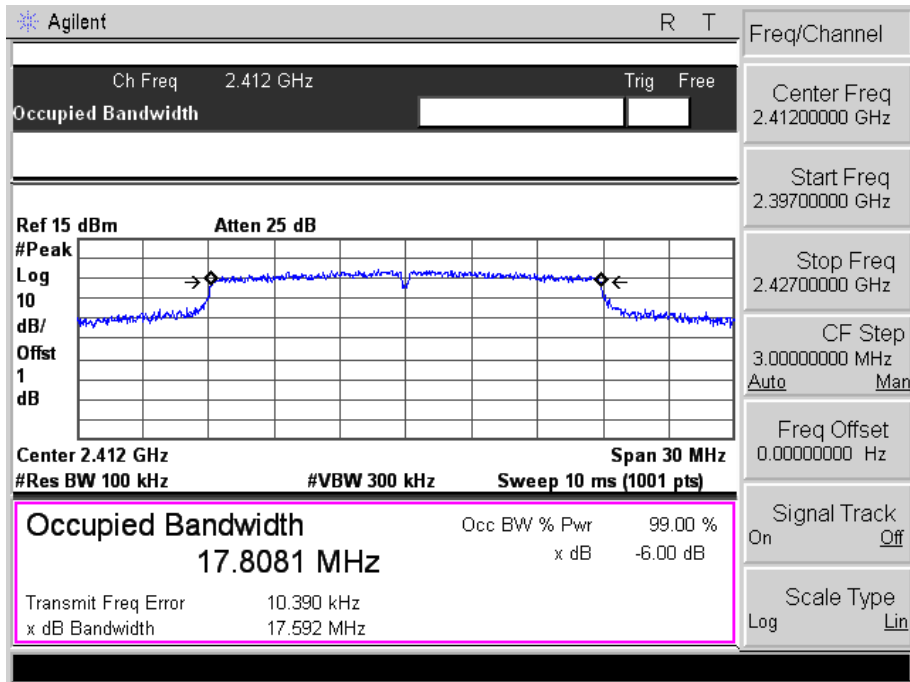 Agilent R T
Ch Freq 2.412 GHz Trig Free
Occupied Bandwidth
Ref 15 dBm Atten 25 dB
#Peak
Log
10
dB/
Offst
1
dB
Center 2.412 GHz Span 30 MHz
#Res BW 100 kHz #VBW 300 kHz Sweep 10 ms (1001 pts)
Occupied Bandwidth Occ BW % Pwr 99.00 %
17.8081 MHz x dB -6.00 dB
Transmit Freq Error 10.390 kHz
x dB Bandwidth 17.592 MHz
Freq/Channel
Center Freq
2.41200000 GHz
Start Freq
2.39700000 GHz
Stop Freq
2.42700000 GHz
CF Step
3.00000000 MHz
Auto Man
Freq Offset
0.00000000 Hz
Signal Track
On Off
Scale Type
Log Lin